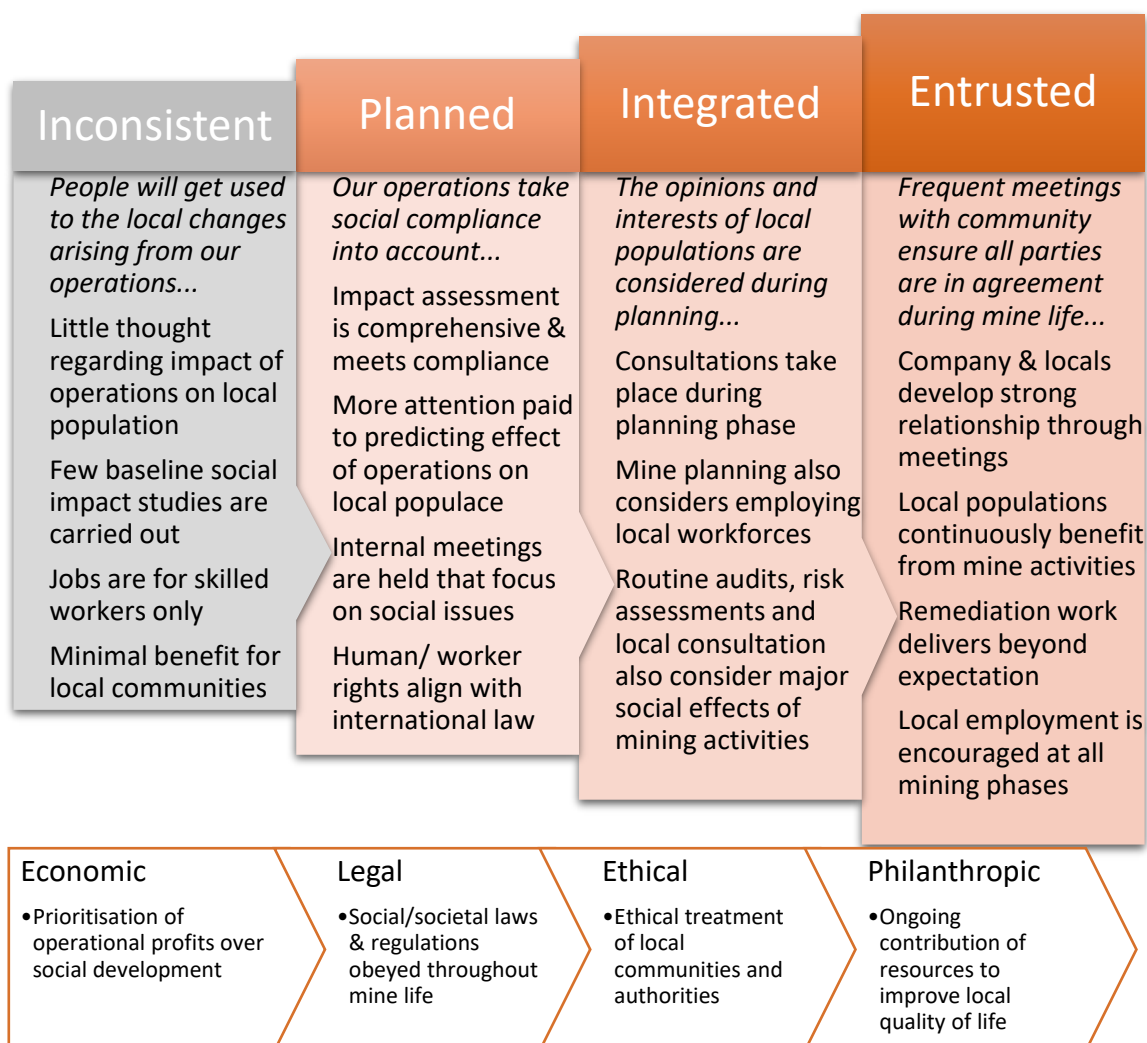 Inconsistent
People will get used
to the local changes
arising from our
operations...
Little thought
regarding impact of
operations on local
population
Few baseline social
impact studies are
carried out
Jobs are for skilled
workers only
Minimal benefit for
local communities
Planned
Our operations take
social compliance
into account...
Impact assessment
is comprehensive &
meets compliance
More attention paid
to predicting effect
of operations on
local populace
Internal meetings
are held that focus
on social issues
Human/ worker
rights align with
international law
Integrated
The opinions and
interests of local
populations are
considered during
planning...
Consultations take
place during
planning phase
Mine planning also
considers employing
local workforces
Routine audits, risk
assessments and
local consultation
also consider major
social effects of
mining activities
Entrusted
Frequent meetings
with community
ensure all parties
are in agreement
during mine life...
Company & locals
develop strong
relationship through
meetings
Local populations
continuously benefit
from mine activities
Remediation work
delivers beyond
expectation
Local employment is
encouraged at all
mining phases
Economic
•Prioritisation of
operational profits over
social development
Legal
•Social/societal laws
& regulations
obeyed throughout
mine life
Ethical
•Ethical treatment
of local
communities and
authorities
Philanthropic
•Ongoing
contribution of
resources to
improve local
quality of life